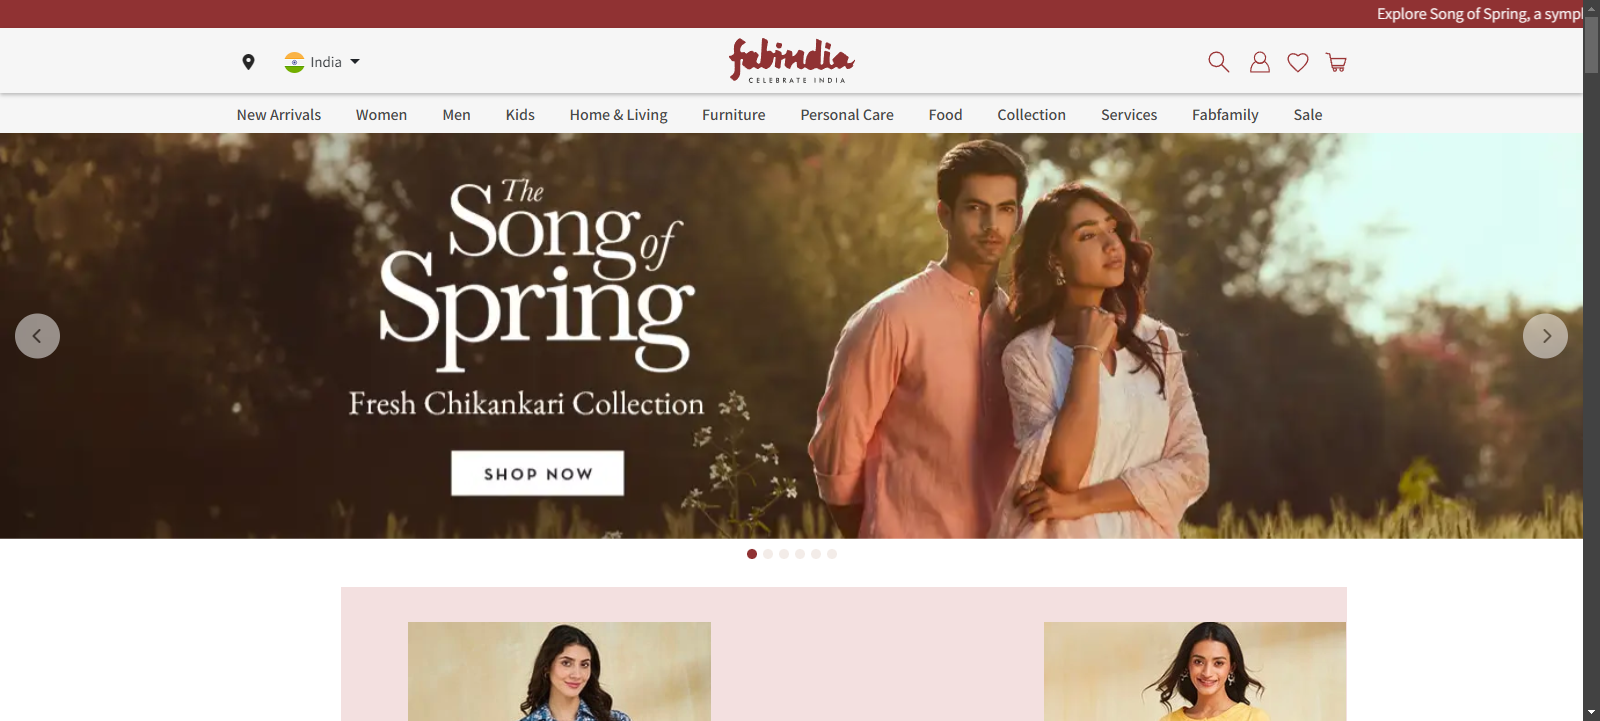 Explore Song of Spring, a symp
India
fabindia
CELEBRATE INDIA
New Arrivals Women Men Kids Home & Living Furniture Personal Care Food Collection Services Fabfamily Sale
The
Song of
Spring
Fresh Chikankari Collection
SHOP NOW